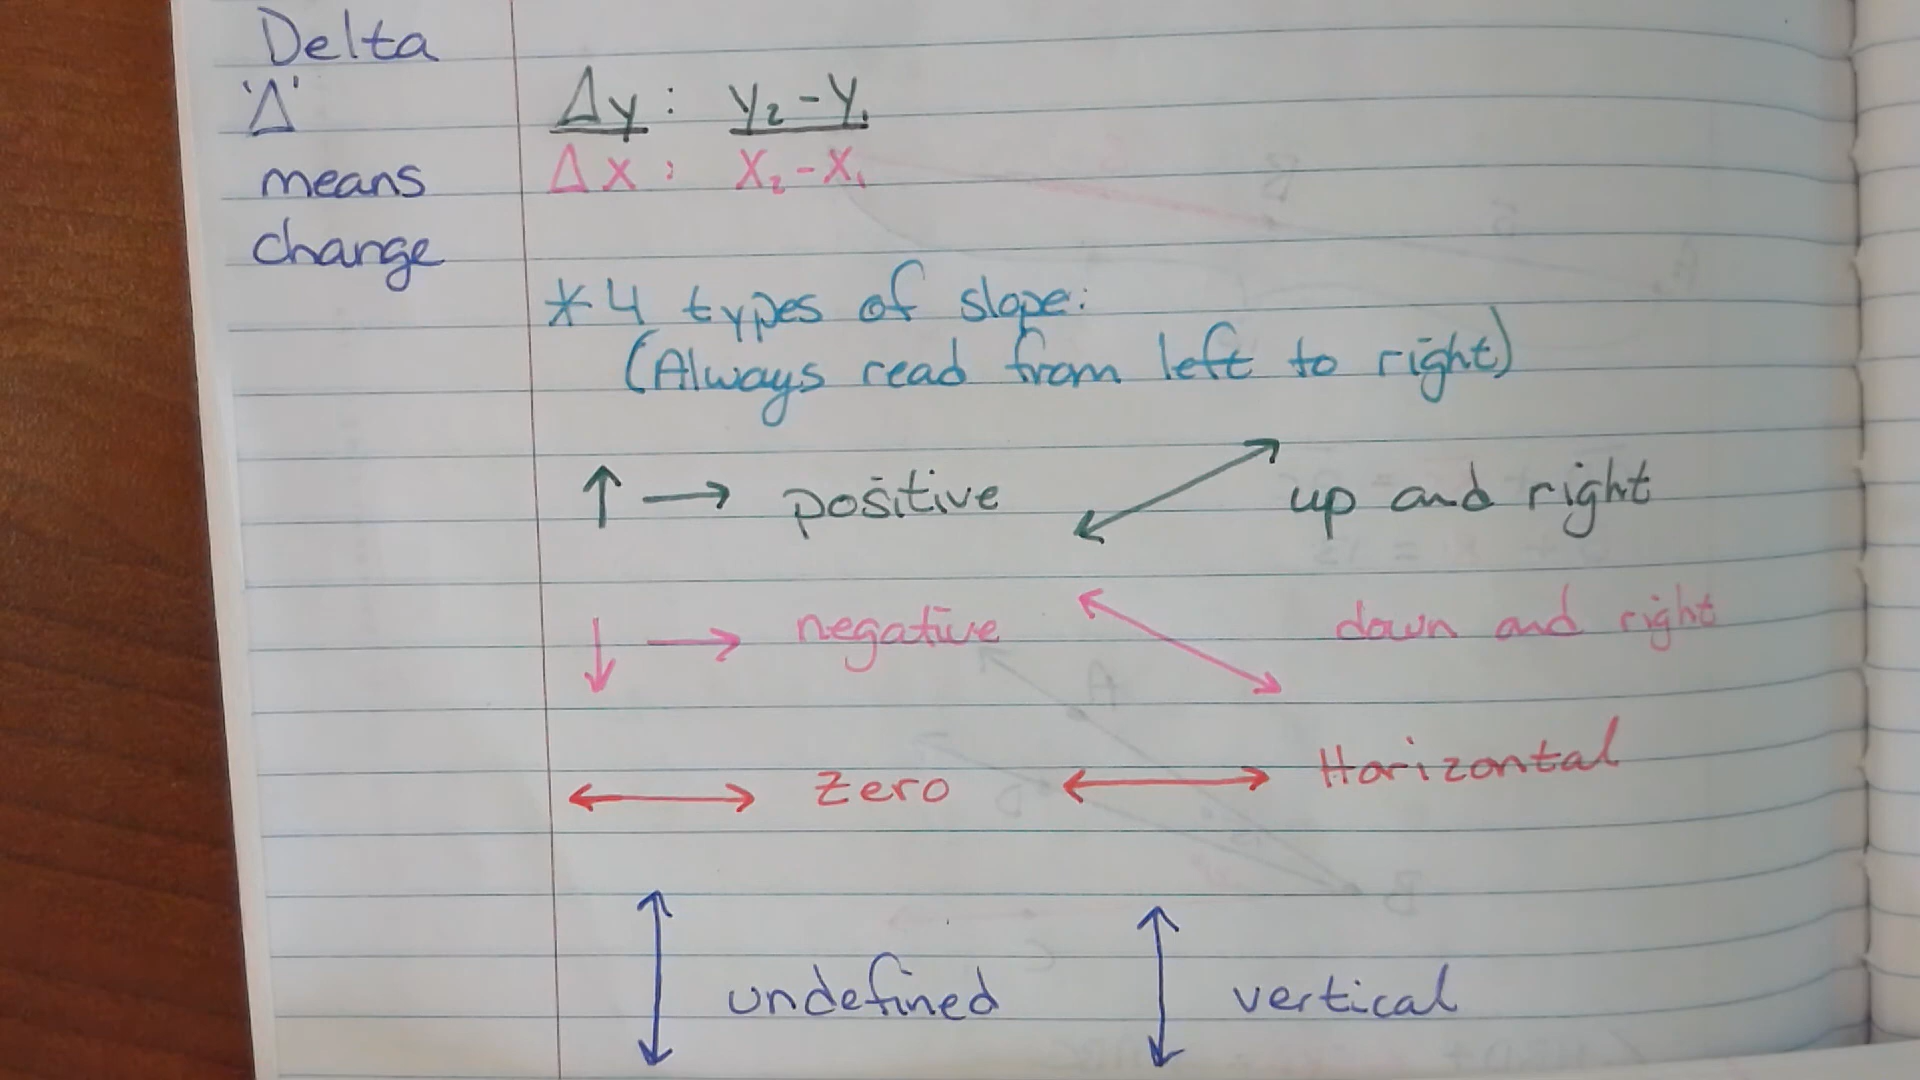 Delta
'Δ'
means
change
Δy : y₂-y₁
Δx : x₂-x₁
*4 types of slope:
(Always read from left to right)
↑ → positive ↙↗ up and right
↓ → negative ↖↘ down and right
↔ zero ↔ Horizontal
↕ undefined ↕ vertical